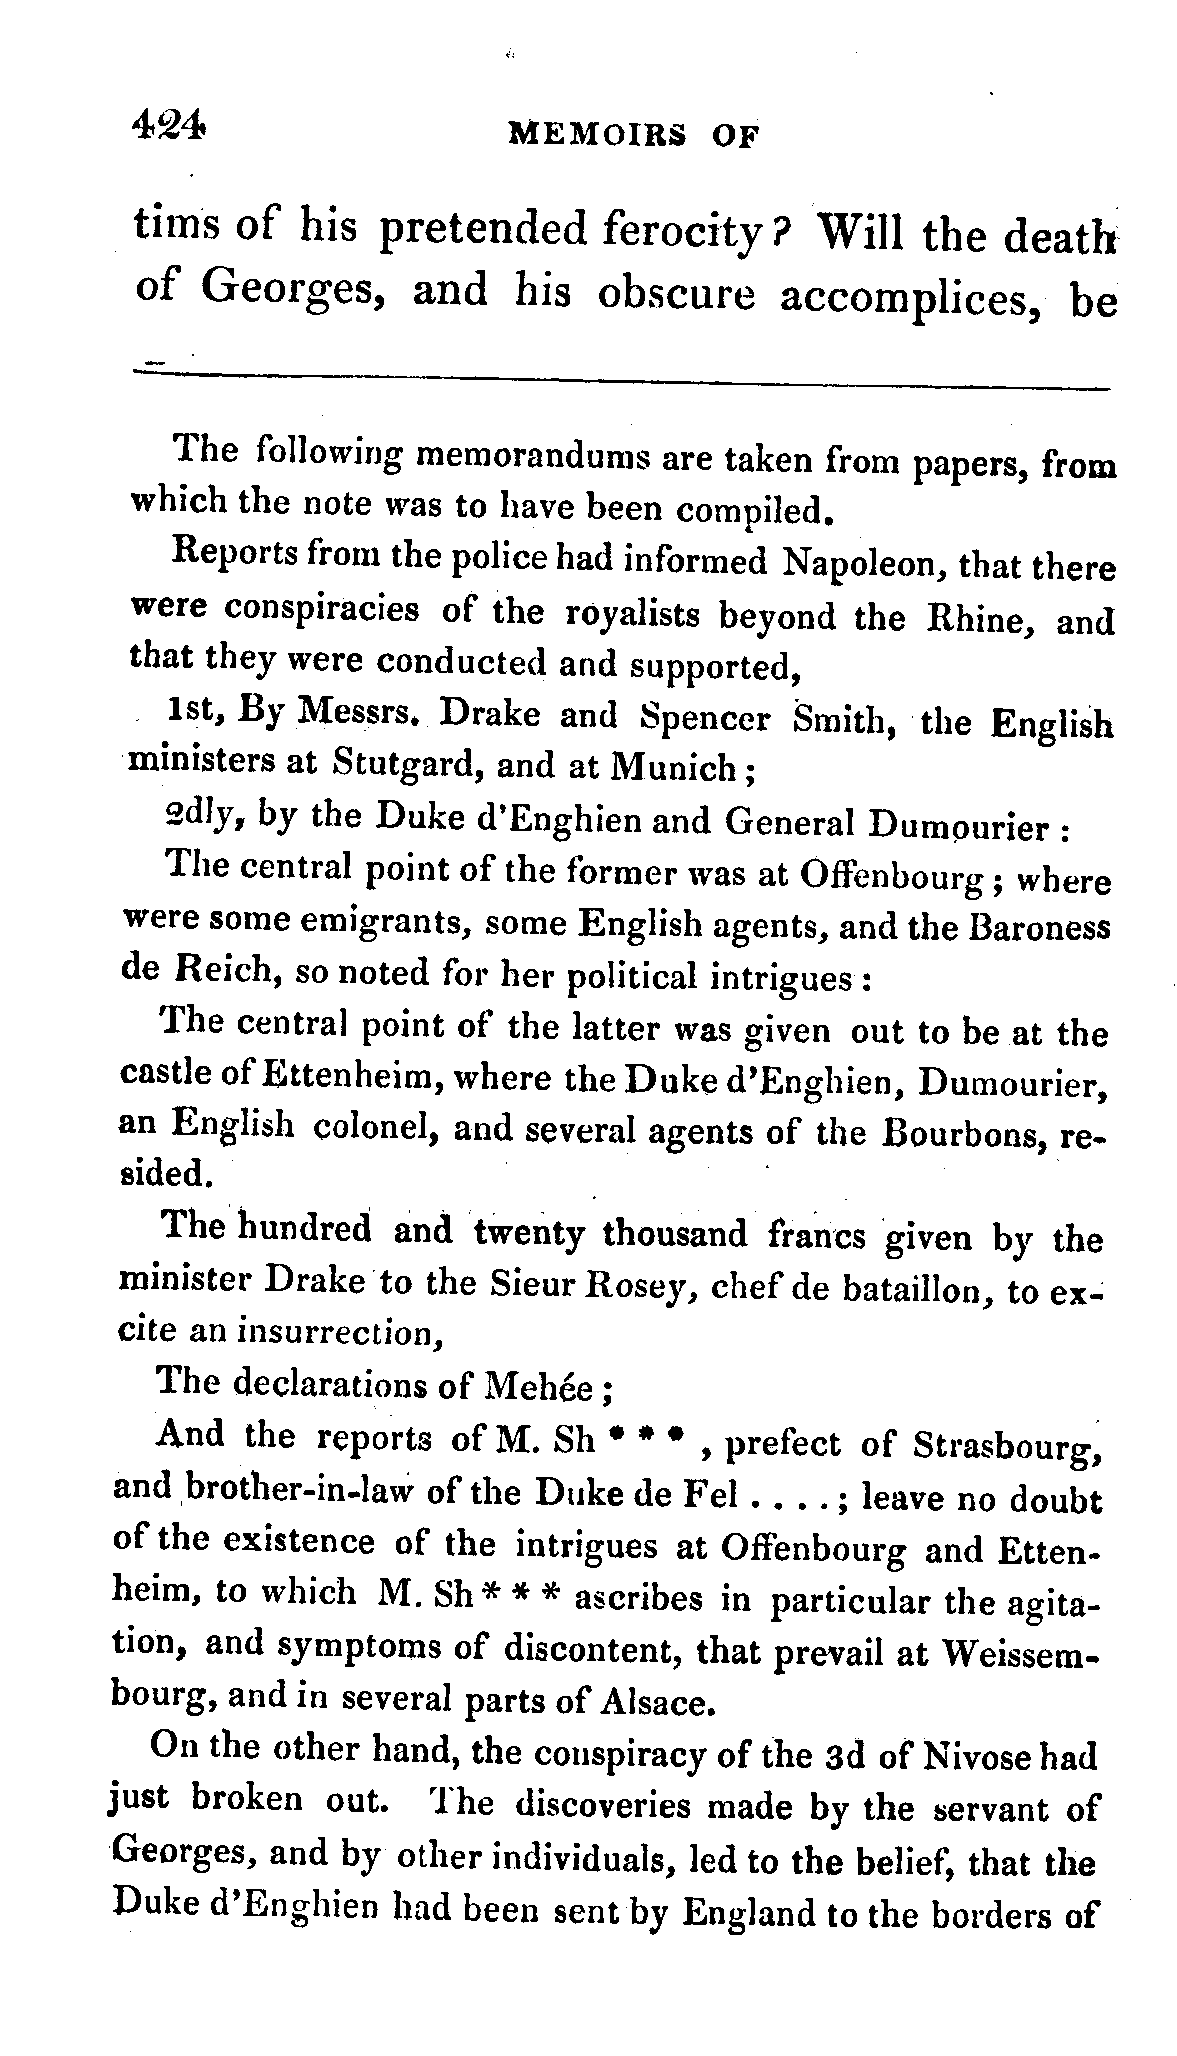 424 MEMOIRS OF
tims of his pretended ferocity? Will the death
of Georges, and his obscure accomplices, be
The following memorandums are taken from papers, from
which the note was to have been compiled.
Reports from the police had informed Napoleon, that there
were conspiracies of the royalists beyond the Rhine, and
that they were conducted and supported,
1st, By Messrs. Drake and Spencer Smith, the English
ministers at Stutgard, and at Munich;
2dly, by the Duke d'Enghien and General Dumourier:
The central point of the former was at Offenbourg; where
were some emigrants, some English agents, and the Baroness
de Reich, so noted for her political intrigues:
The central point of the latter was given out to be at the
castle of Ettenheim, where the Duke d'Enghien, Dumourier,
an English colonel, and several agents of the Bourbons, re-
sided.
The hundred and twenty thousand francs given by the
minister Drake to the Sieur Rosey, chef de bataillon, to ex-
cite an insurrection,
The declarations of Mehée;
And the reports of M. Sh * * * , prefect of Strasbourg,
and brother-in-law of the Duke de Fel . . . .; leave no doubt
of the existence of the intrigues at Offenbourg and Etten-
heim, to which M. Sh * * * ascribes in particular the agita-
tion, and symptoms of discontent, that prevail at Weissem-
bourg, and in several parts of Alsace.
On the other hand, the conspiracy of the 3d of Nivose had
just broken out. The discoveries made by the servant of
Georges, and by other individuals, led to the belief, that the
Duke d'Enghien had been sent by England to the borders of